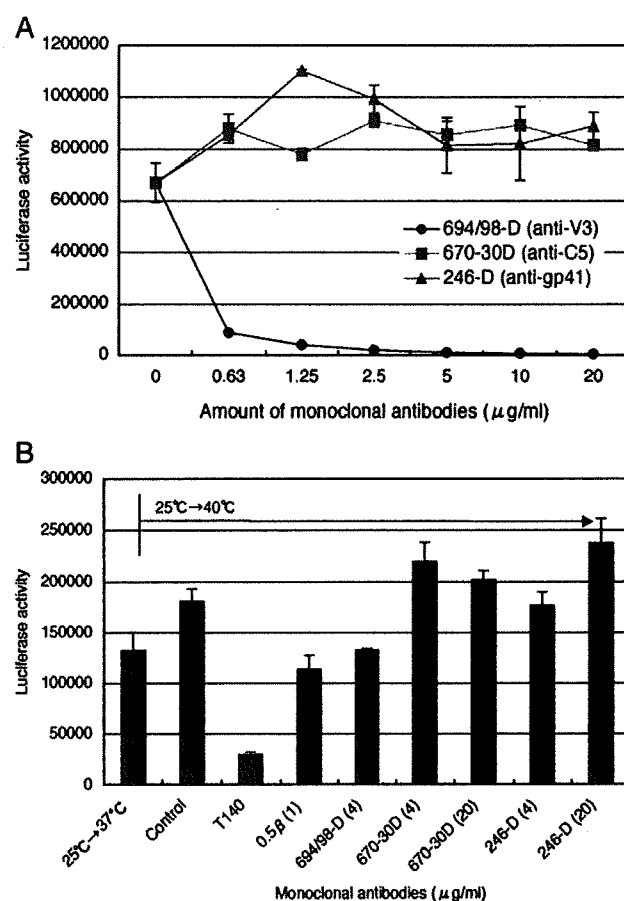 A
1200000
1000000
800000
600000
400000
200000
0
Luciferase activity
694/98-D (anti-V3)
670-30D (anti-C5)
246-D (anti-gp41)
0 0.63 1.25 2.5 5 10 20
Amount of monoclonal antibodies (μg/ml)
B
300000
250000
200000
150000
100000
50000
0
Luciferase activity
25℃→40℃
25℃→37℃
Control
T140
0.5β (1)
694/98-D (4)
670-30D (4)
670-30D (20)
246-D (4)
246-D (20)
Monoclonal antibodies (μg/ml)